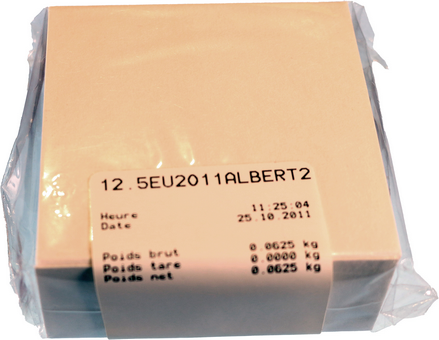 12.5EU2011ALBERT2
Heure 11:25:04
Date 25.10.2011
Poids brut 0.0625 kg
Poids tare 0.0000 kg
Poids net 0.0625 kg